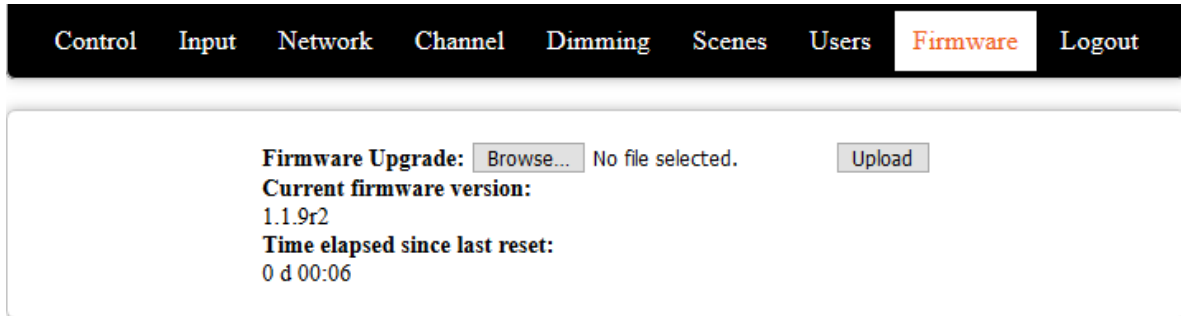 Control Input Network Channel Dimming Scenes Users Firmware Logout
Firmware Upgrade: Browse... No file selected. Upload
Current firmware version:
1.1.9r2
Time elapsed since last reset:
0 d 00:06